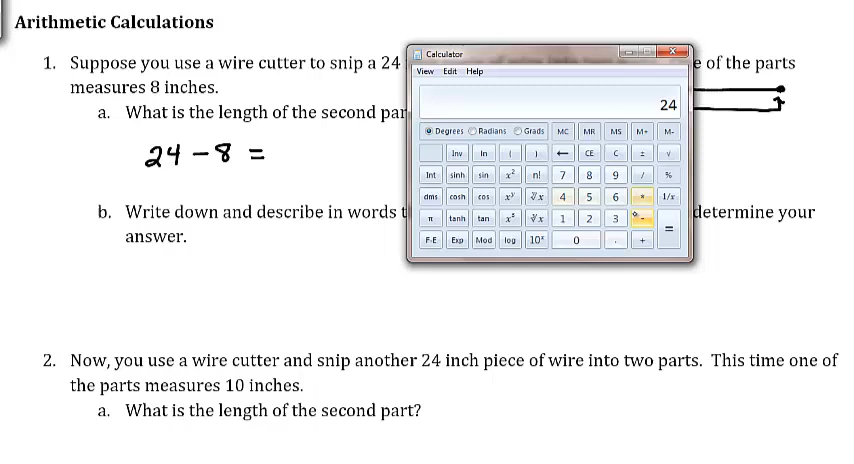 Arithmetic Calculations
1. Suppose you use a wire cutter to snip a 24
e of the parts
measures 8 inches.
a. What is the length of the second par
24 - 8 =
b. Write down and describe in words t
determine your
answer.
Calculator
View Edit Help
24
Degrees Radians Grads MC MR MS M+ M-
Inv ln ( ) ← CE C ± √
Int sinh sin x² n! 7 8 9 / %
dms cosh cos xʸ ʸ√x 4 5 6 * 1/x
π tanh tan x³ ³√x 1 2 3 - =
F-E Exp Mod log 10ˣ 0 . +
2. Now, you use a wire cutter and snip another 24 inch piece of wire into two parts. This time one of
the parts measures 10 inches.
a. What is the length of the second part?